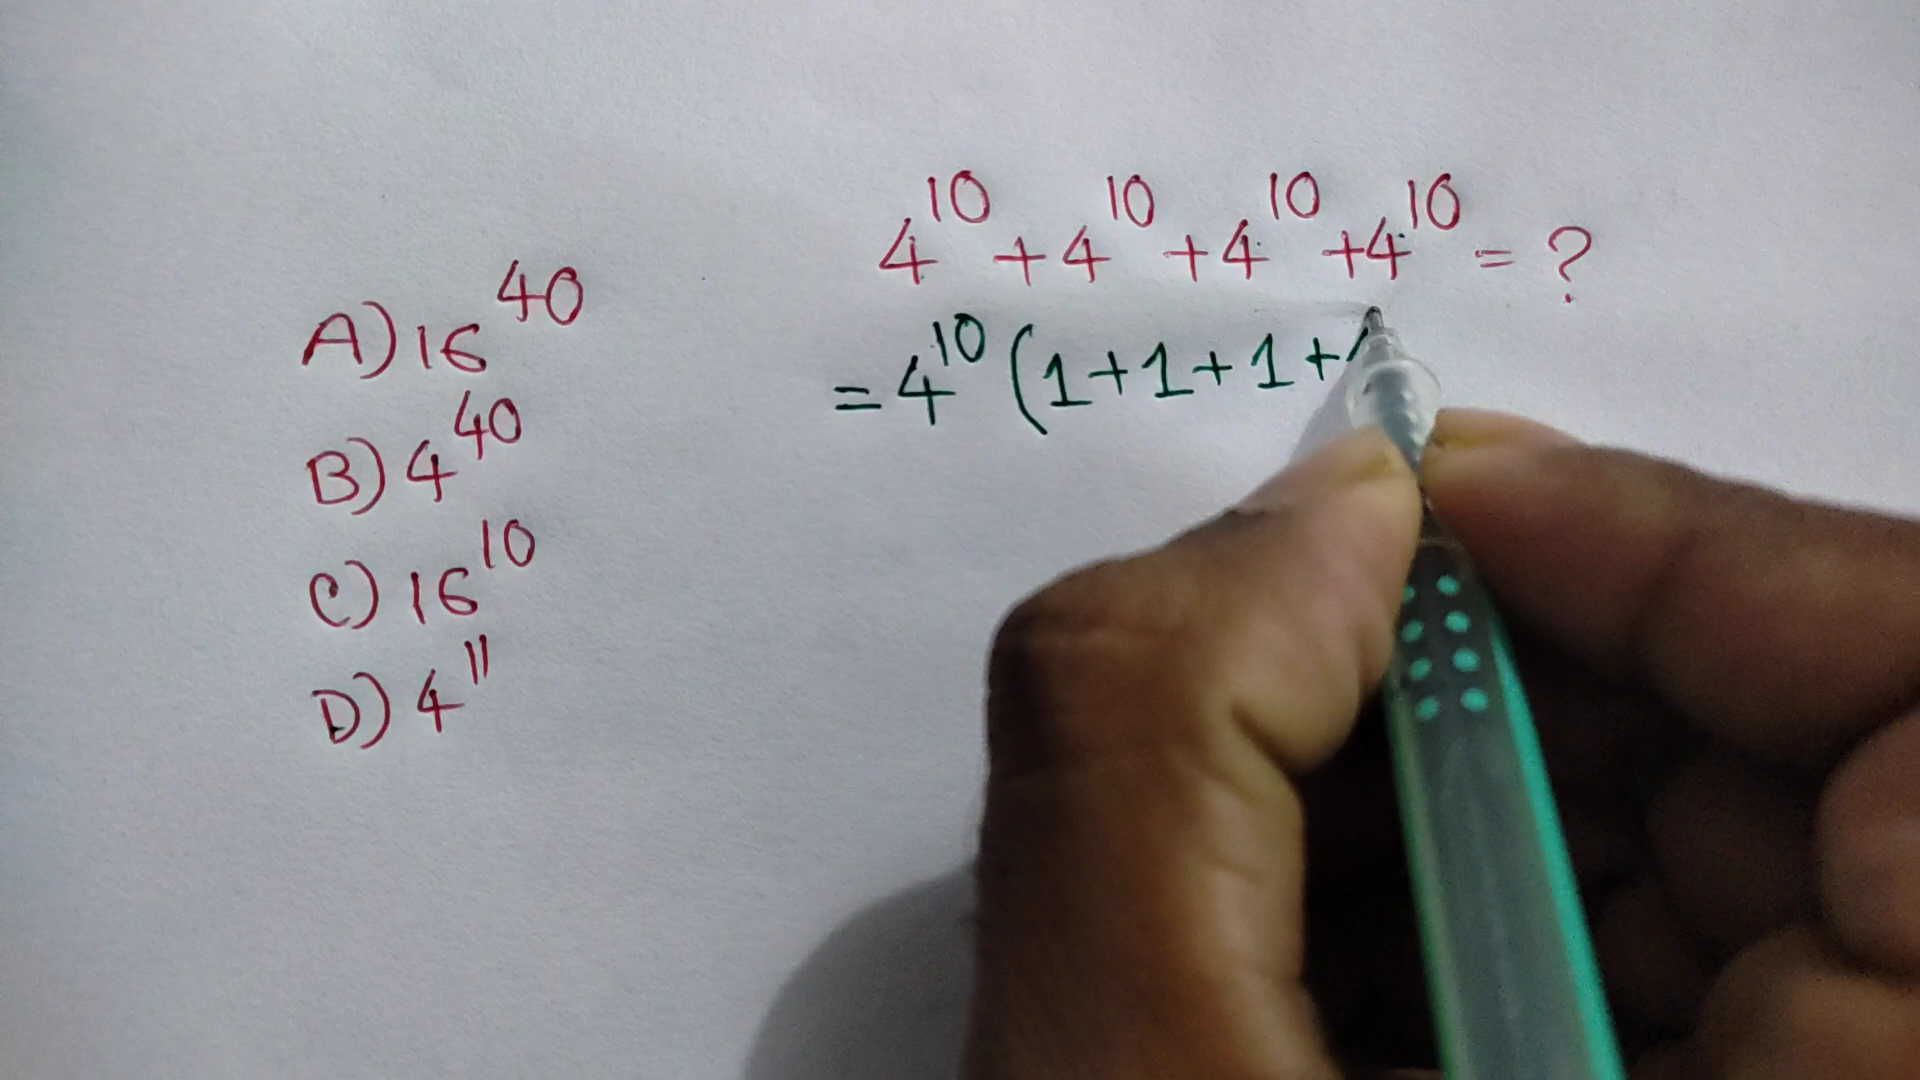 4^10 + 4^10 + 4^10 + 4^10 = ?
= 4^10 (1 + 1 + 1 +
A) 16^40
B) 4^40
C) 16^10
D) 4^11